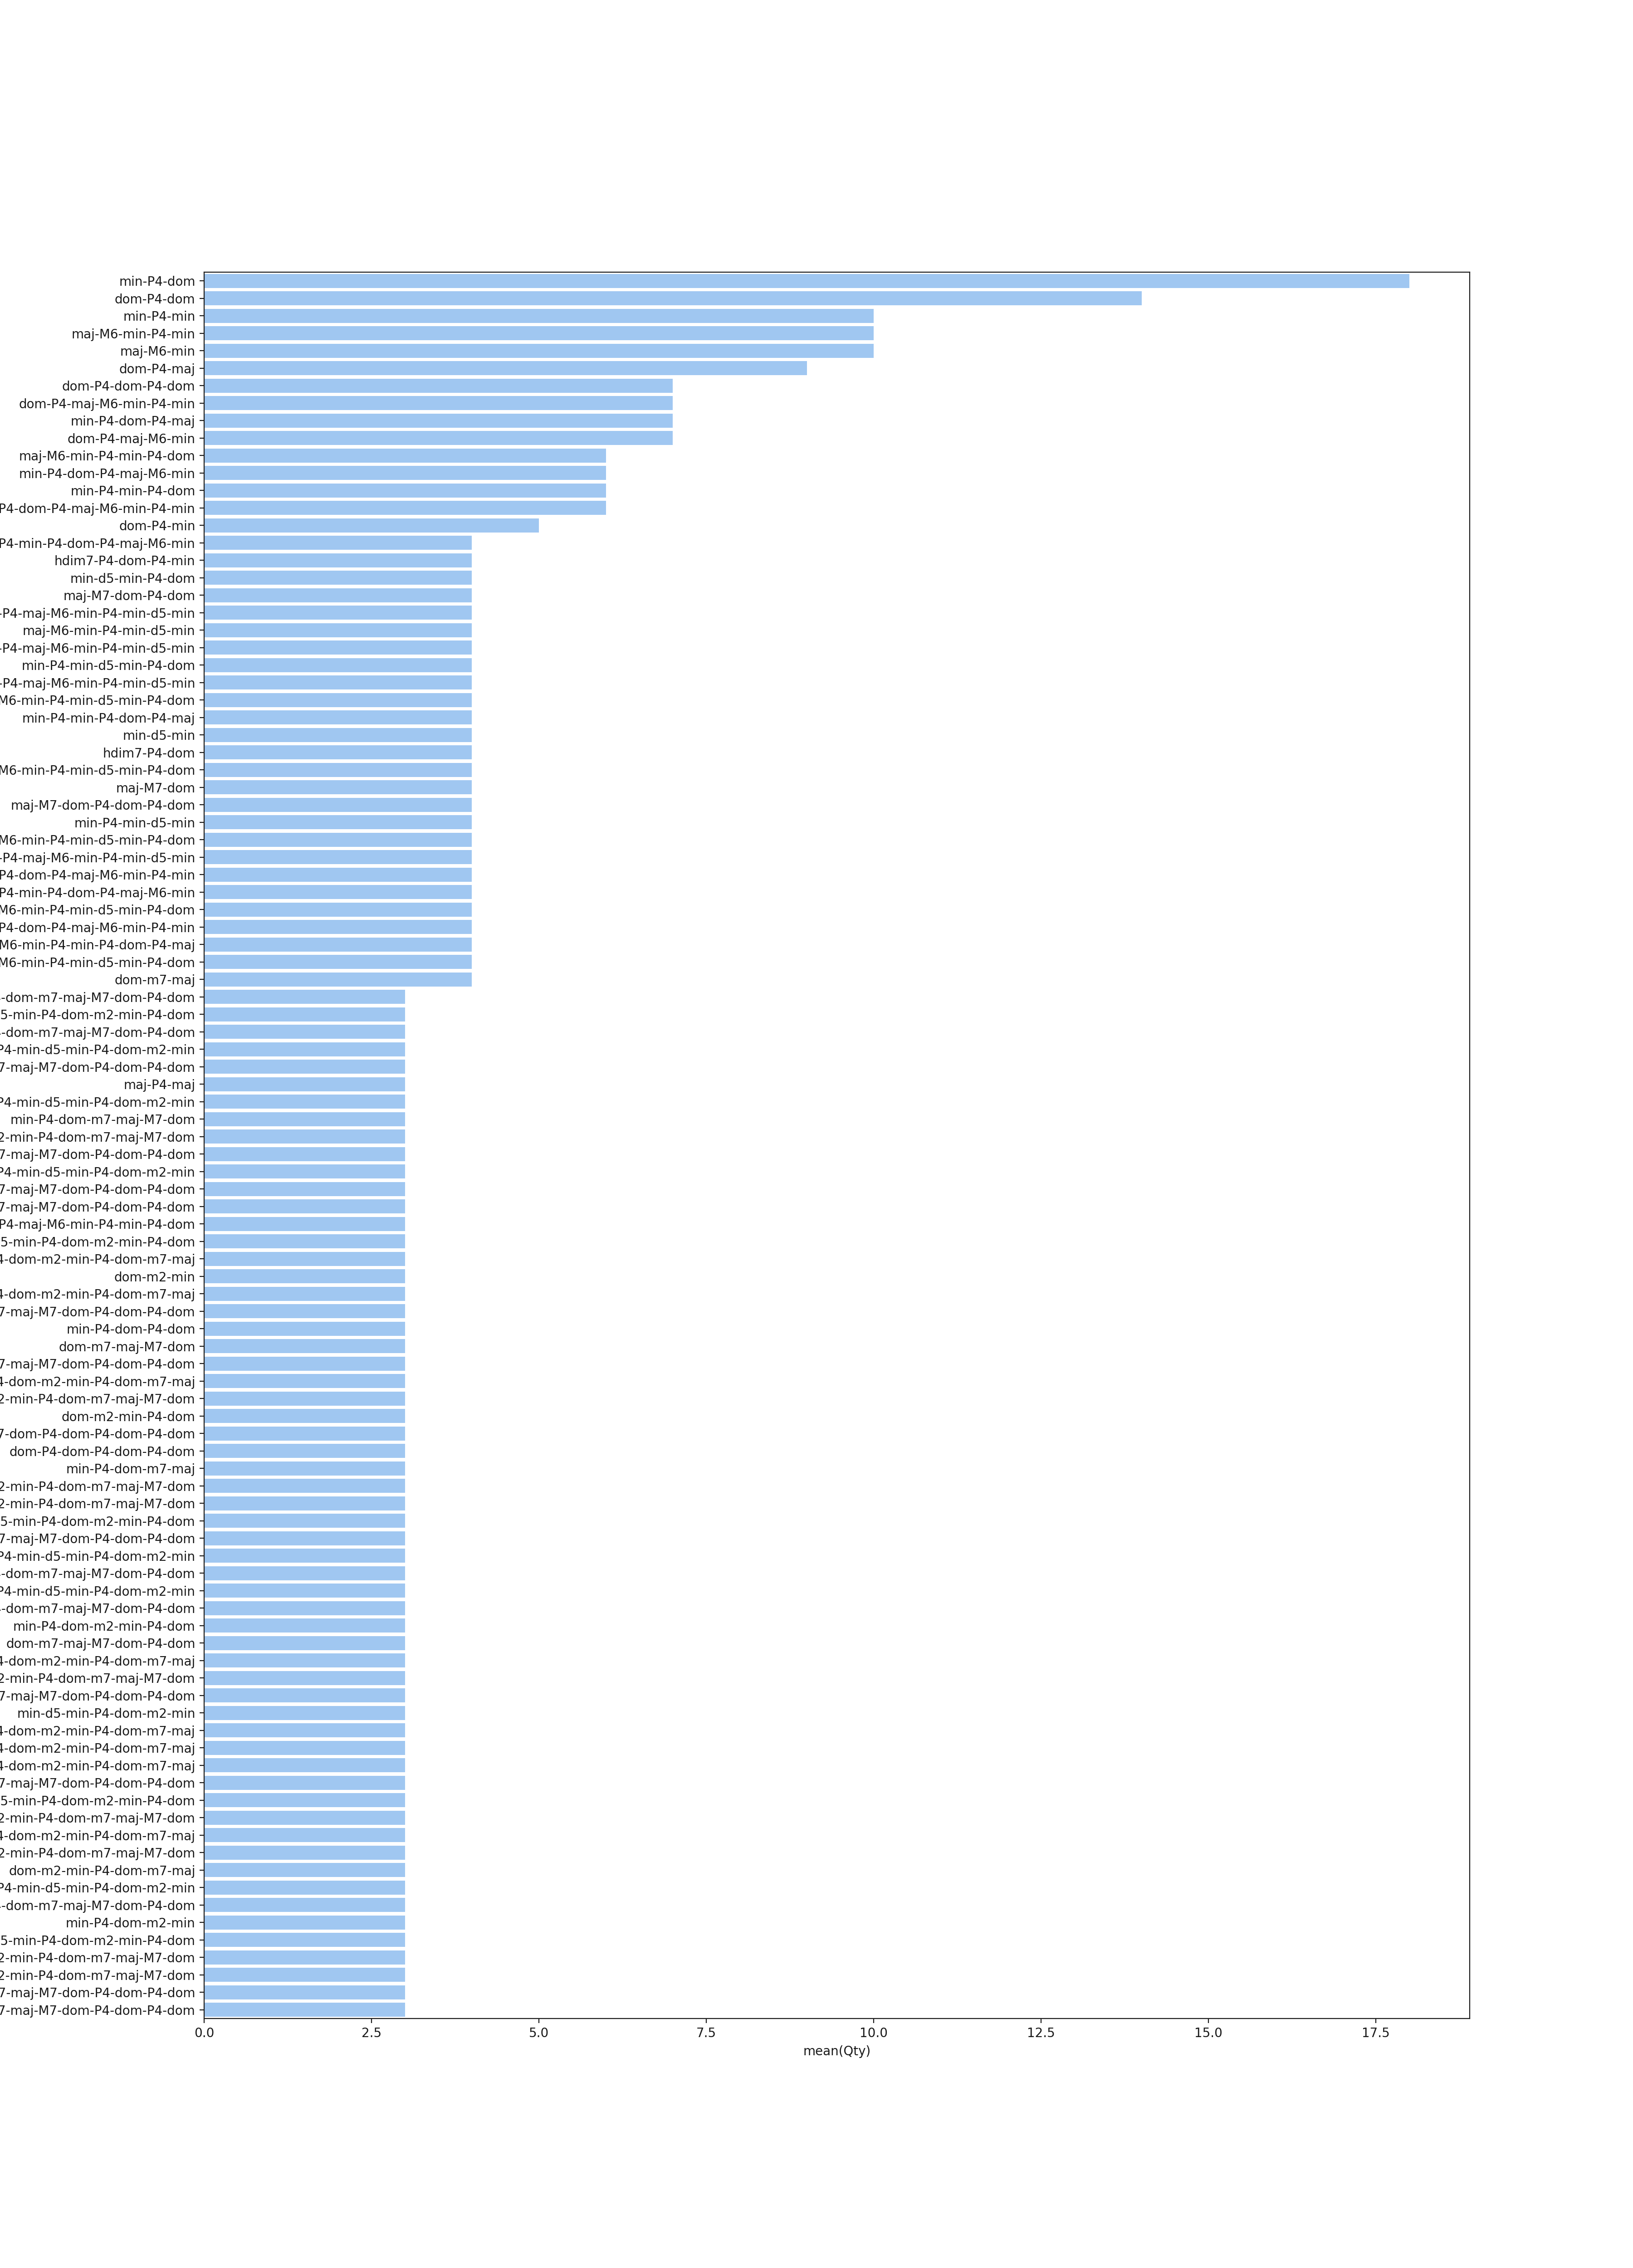 min-P4-dom
dom-P4-dom
min-P4-min
maj-M6-min-P4-min
maj-M6-min
dom-P4-maj
dom-P4-dom-P4-dom
dom-P4-maj-M6-min-P4-min
min-P4-dom-P4-maj
dom-P4-maj-M6-min
maj-M6-min-P4-min-P4-dom
min-P4-dom-P4-maj-M6-min
min-P4-min-P4-dom
P4-dom-P4-maj-M6-min-P4-min
dom-P4-min
P4-min-P4-dom-P4-maj-M6-min
hdim7-P4-dom-P4-min
min-d5-min-P4-dom
maj-M7-dom-P4-dom
-P4-maj-M6-min-P4-min-d5-min
maj-M6-min-P4-min-d5-min
-P4-maj-M6-min-P4-min-d5-min
min-P4-min-d5-min-P4-dom
-P4-maj-M6-min-P4-min-d5-min
M6-min-P4-min-d5-min-P4-dom
min-P4-min-P4-dom-P4-maj
min-d5-min
hdim7-P4-dom
M6-min-P4-min-d5-min-P4-dom
maj-M7-dom
maj-M7-dom-P4-dom-P4-dom
min-P4-min-d5-min
M6-min-P4-min-d5-min-P4-dom
-P4-maj-M6-min-P4-min-d5-min
P4-dom-P4-maj-M6-min-P4-min
P4-min-P4-dom-P4-maj-M6-min
M6-min-P4-min-d5-min-P4-dom
P4-dom-P4-maj-M6-min-P4-min
M6-min-P4-min-P4-dom-P4-maj
M6-min-P4-min-d5-min-P4-dom
dom-m7-maj
-dom-m7-maj-M7-dom-P4-dom
5-min-P4-dom-m2-min-P4-dom
4-dom-m7-maj-M7-dom-P4-dom
P4-min-d5-min-P4-dom-m2-min
7-maj-M7-dom-P4-dom-P4-dom
maj-P4-maj
P4-min-d5-min-P4-dom-m2-min
min-P4-dom-m7-maj-M7-dom
2-min-P4-dom-m7-maj-M7-dom
7-maj-M7-dom-P4-dom-P4-dom
P4-min-d5-min-P4-dom-m2-min
7-maj-M7-dom-P4-dom-P4-dom
7-maj-M7-dom-P4-dom-P4-dom
P4-maj-M6-min-P4-min-P4-dom
5-min-P4-dom-m2-min-P4-dom
4-dom-m2-min-P4-dom-m7-maj
dom-m2-min
4-dom-m2-min-P4-dom-m7-maj
7-maj-M7-dom-P4-dom-P4-dom
min-P4-dom-P4-dom
dom-m7-maj-M7-dom
7-maj-M7-dom-P4-dom-P4-dom
4-dom-m2-min-P4-dom-m7-maj
2-min-P4-dom-m7-maj-M7-dom
dom-m2-min-P4-dom
7-dom-P4-dom-P4-dom-P4-dom
dom-P4-dom-P4-dom-P4-dom
min-P4-dom-m7-maj
2-min-P4-dom-m7-maj-M7-dom
2-min-P4-dom-m7-maj-M7-dom
5-min-P4-dom-m2-min-P4-dom
7-maj-M7-dom-P4-dom-P4-dom
P4-min-d5-min-P4-dom-m2-min
-dom-m7-maj-M7-dom-P4-dom
P4-min-d5-min-P4-dom-m2-min
-dom-m7-maj-M7-dom-P4-dom
min-P4-dom-m2-min-P4-dom
dom-m7-maj-M7-dom-P4-dom
4-dom-m2-min-P4-dom-m7-maj
2-min-P4-dom-m7-maj-M7-dom
7-maj-M7-dom-P4-dom-P4-dom
min-d5-min-P4-dom-m2-min
4-dom-m2-min-P4-dom-m7-maj
4-dom-m2-min-P4-dom-m7-maj
4-dom-m2-min-P4-dom-m7-maj
7-maj-M7-dom-P4-dom-P4-dom
5-min-P4-dom-m2-min-P4-dom
2-min-P4-dom-m7-maj-M7-dom
4-dom-m2-min-P4-dom-m7-maj
2-min-P4-dom-m7-maj-M7-dom
dom-m2-min-P4-dom-m7-maj
P4-min-d5-min-P4-dom-m2-min
-dom-m7-maj-M7-dom-P4-dom
min-P4-dom-m2-min
5-min-P4-dom-m2-min-P4-dom
2-min-P4-dom-m7-maj-M7-dom
2-min-P4-dom-m7-maj-M7-dom
7-maj-M7-dom-P4-dom-P4-dom
7-maj-M7-dom-P4-dom-P4-dom
0.0 2.5 5.0 7.5 10.0 12.5 15.0 17.5
mean(Qty)